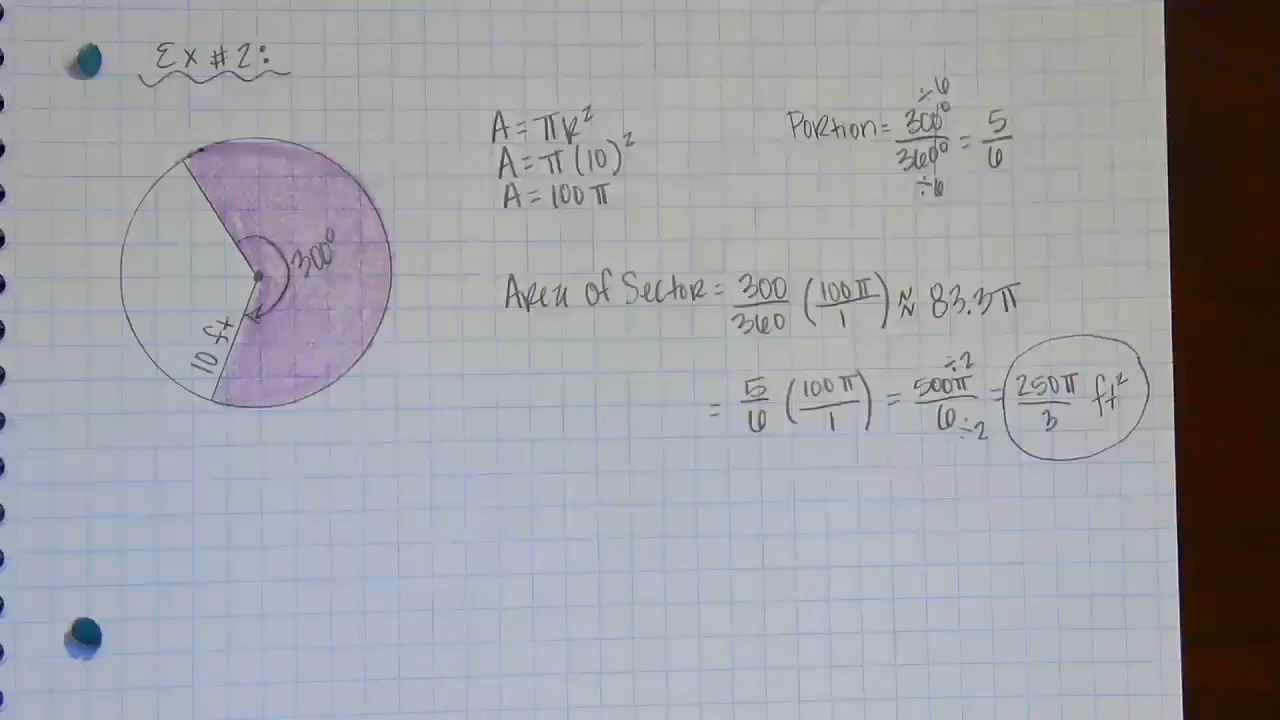 Ex #2:
A = πr²
A = π(10)²
A = 100π
÷6
Portion = 300°/360° = 5/6
÷6
300°
10 ft
Area of Sector = 300/360 (100π/1) ≈ 83.3π
÷2
= 5/6 (100π/1) = 500π/6 = 250π/3 ft²
÷2